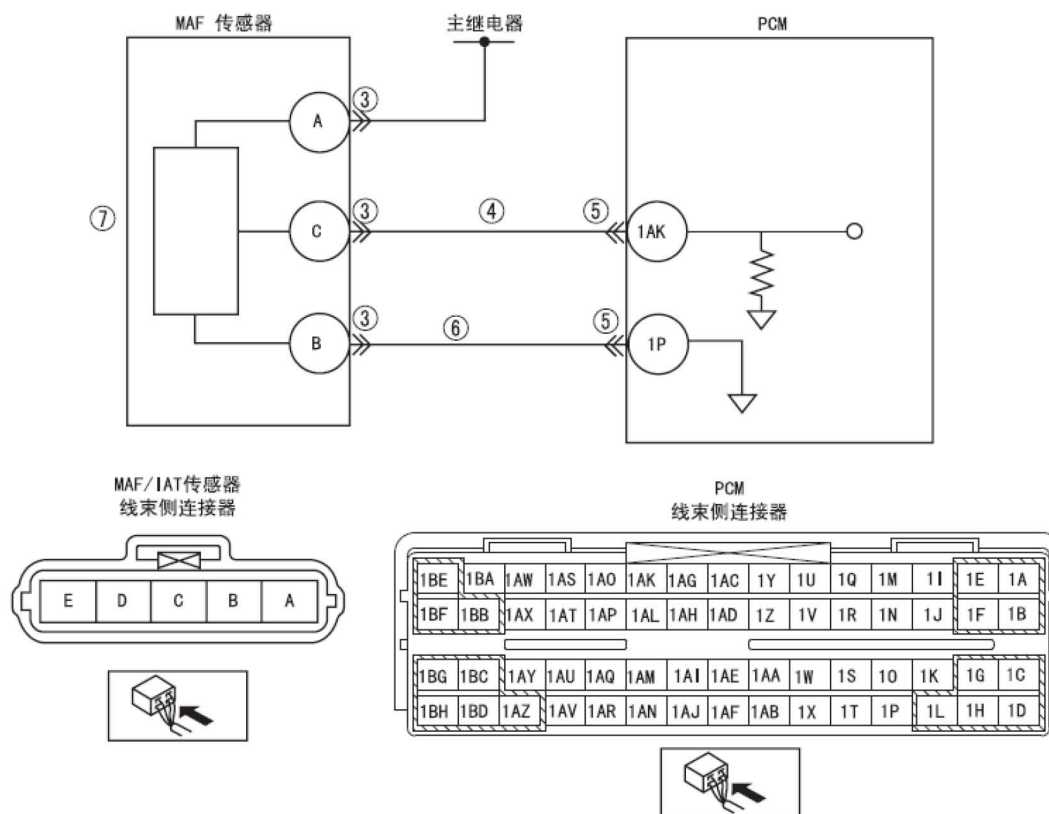 MAF 传感器 主继电器 PCM
③
A
③ ④ ⑤
⑦ C 1AK
③ ⑥ ⑤
B 1P
MAF/IAT传感器
线束侧连接器
E D C B A
PCM
线束侧连接器
1BE 1BA 1AW 1AS 1AO 1AK 1AG 1AC 1Y 1U 1Q 1M 1I 1E 1A
1BF 1BB 1AX 1AT 1AP 1AL 1AH 1AD 1Z 1V 1R 1N 1J 1F 1B
1BG 1BC 1AY 1AU 1AQ 1AM 1AI 1AE 1AA 1W 1S 1O 1K 1G 1C
1BH 1BD 1AZ 1AV 1AR 1AN 1AJ 1AF 1AB 1X 1T 1P 1L 1H 1D